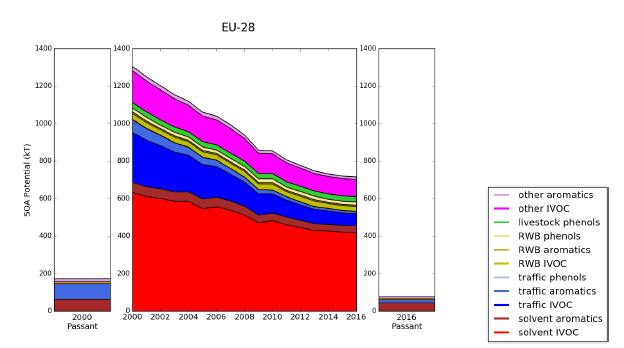 EU-28
SOA Potential (kT)
1400
1200
1000
800
600
400
200
0
2000
Passant
1400
1200
1000
800
600
400
200
0
2000 2002 2004 2006 2008 2010 2012 2014 2016
1400
1200
1000
800
600
400
200
0
2016
Passant
other aromatics
other IVOC
livestock phenols
RWB phenols
RWB aromatics
RWB IVOC
traffic phenols
traffic aromatics
traffic IVOC
solvent aromatics
solvent IVOC